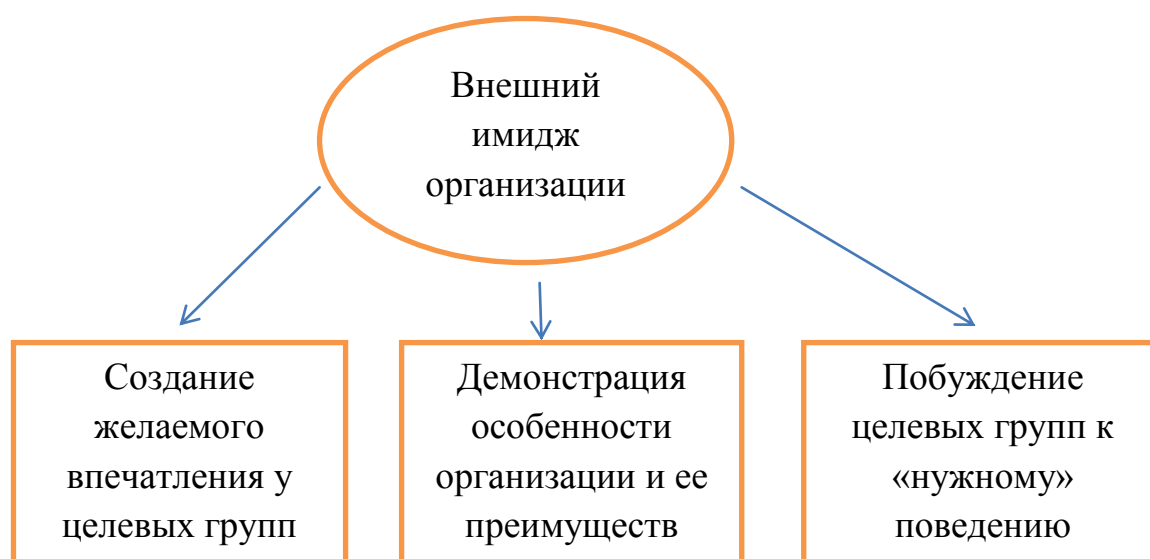 Внешний
имидж
организации
Создание
желаемого
впечатления у
целевых групп
Демонстрация
особенности
организации и ее
преимуществ
Побуждение
целевых групп к
«нужному»
поведению